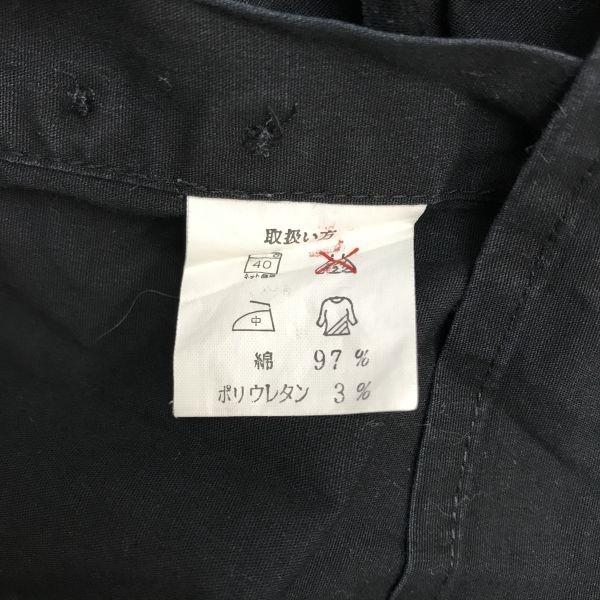 取扱い方
40
ネット使用
中
綿 97%
ポリウレタン 3%